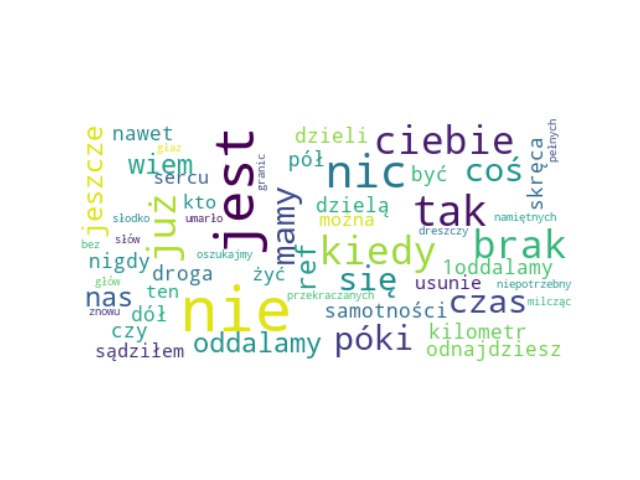 jeszcze
nawet
głaz
wiem
sercu
jest
granic
dzieli
pół
ciebie
nic
być
coś
skręca
pełnych
już
kto
słodko
umarło
mamy
dzielą
można
tak
namiętnych
dreszczy
bez
słów
nigdy
oszukajmy
ref
kiedy
brak
głów
droga
żyć
się
1oddalamy
usunie
niepotrzebny
nas
ten
nie
przekraczanych
samotności
czas
milcząc
znowu
dół
czy
póki
kilometr
sądziłem
oddalamy
odnajdziesz